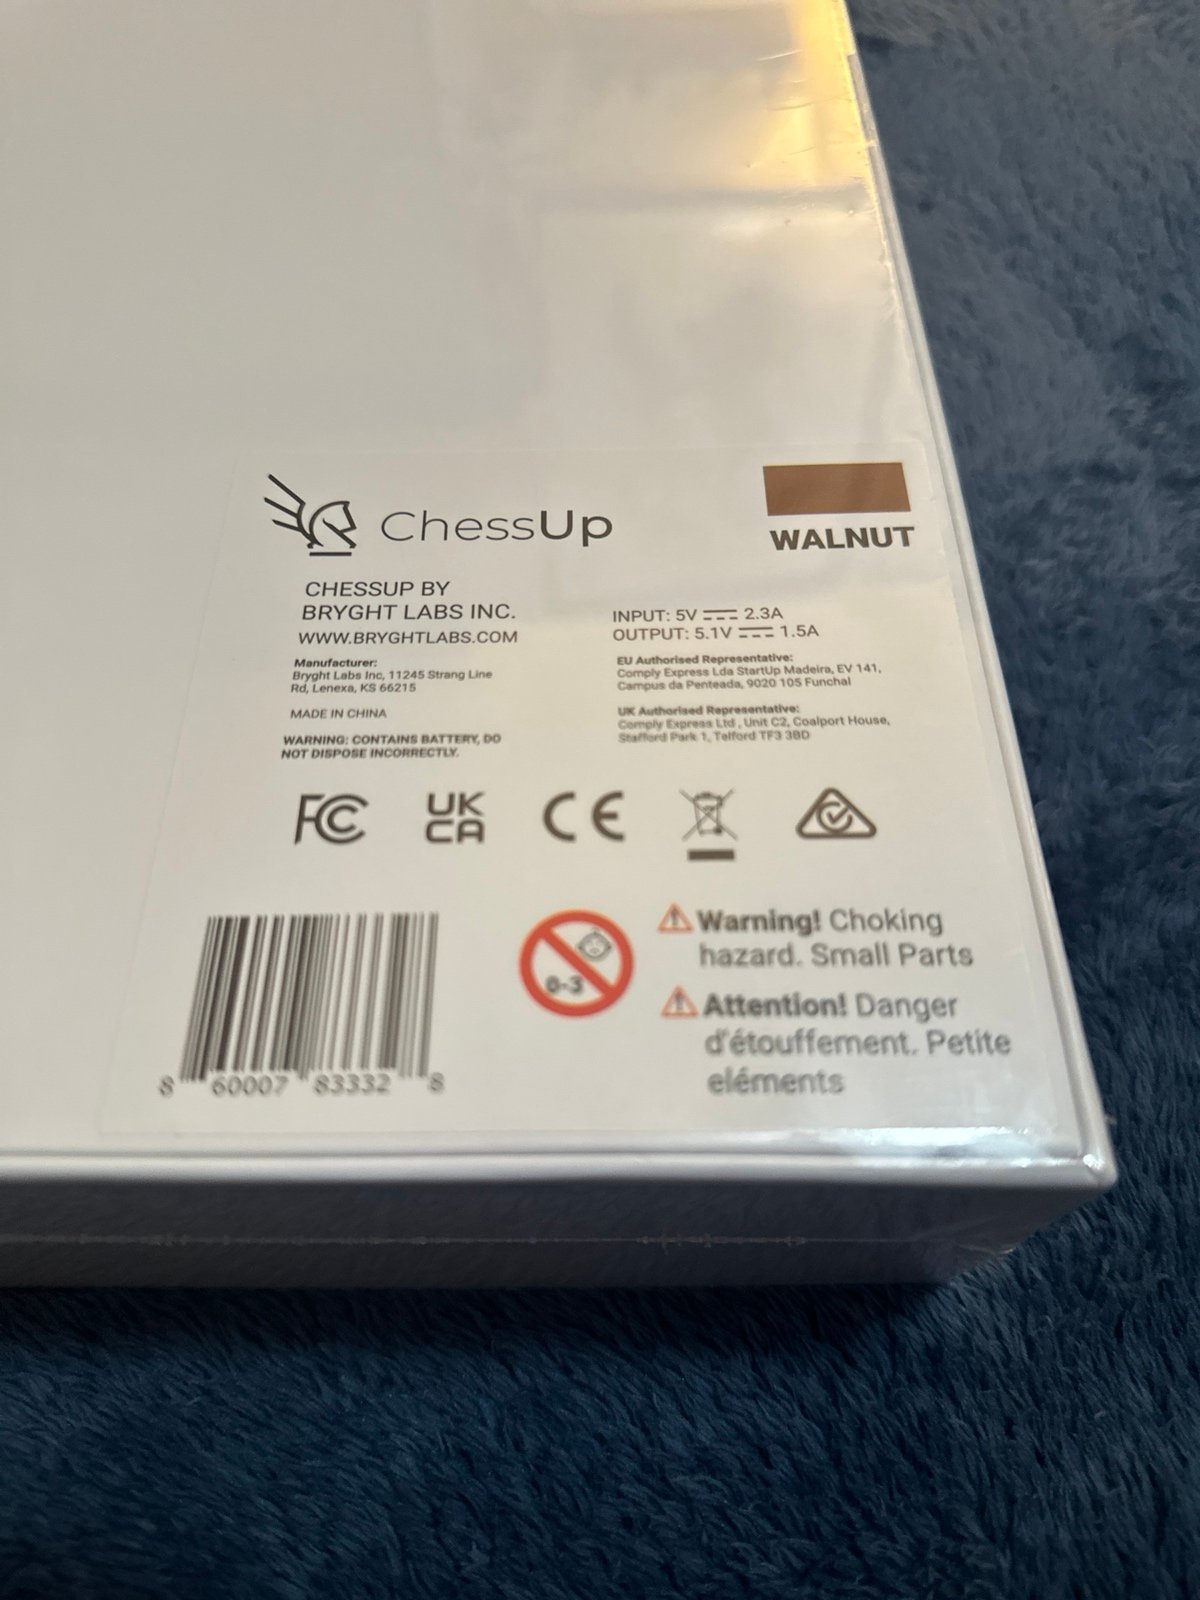 ChessUp
WALNUT
CHESSUP BY
BRYGHT LABS INC.
WWW.BRYGHTLABS.COM
Manufacturer:
Bryght Labs Inc, 11245 Strang Line
Rd, Lenexa, KS 66215
MADE IN CHINA
WARNING: CONTAINS BATTERY, DO
NOT DISPOSE INCORRECTLY.
INPUT: 5V ⎓ 2.3A
OUTPUT: 5.1V ⎓ 1.5A
EU Authorised Representative:
Comply Express Lda StartUp Madeira, EV 141,
Campus da Penteada, 9020 105 Funchal
UK Authorised Representative:
Comply Express Ltd , Unit C2, Coalport House,
Stafford Park 1, Telford TF3 3BD
FC
UK
CA
CE
8 60007 83332 8
0-3
Warning! Choking
hazard. Small Parts
Attention! Danger
d'étouffement. Petite
eléments